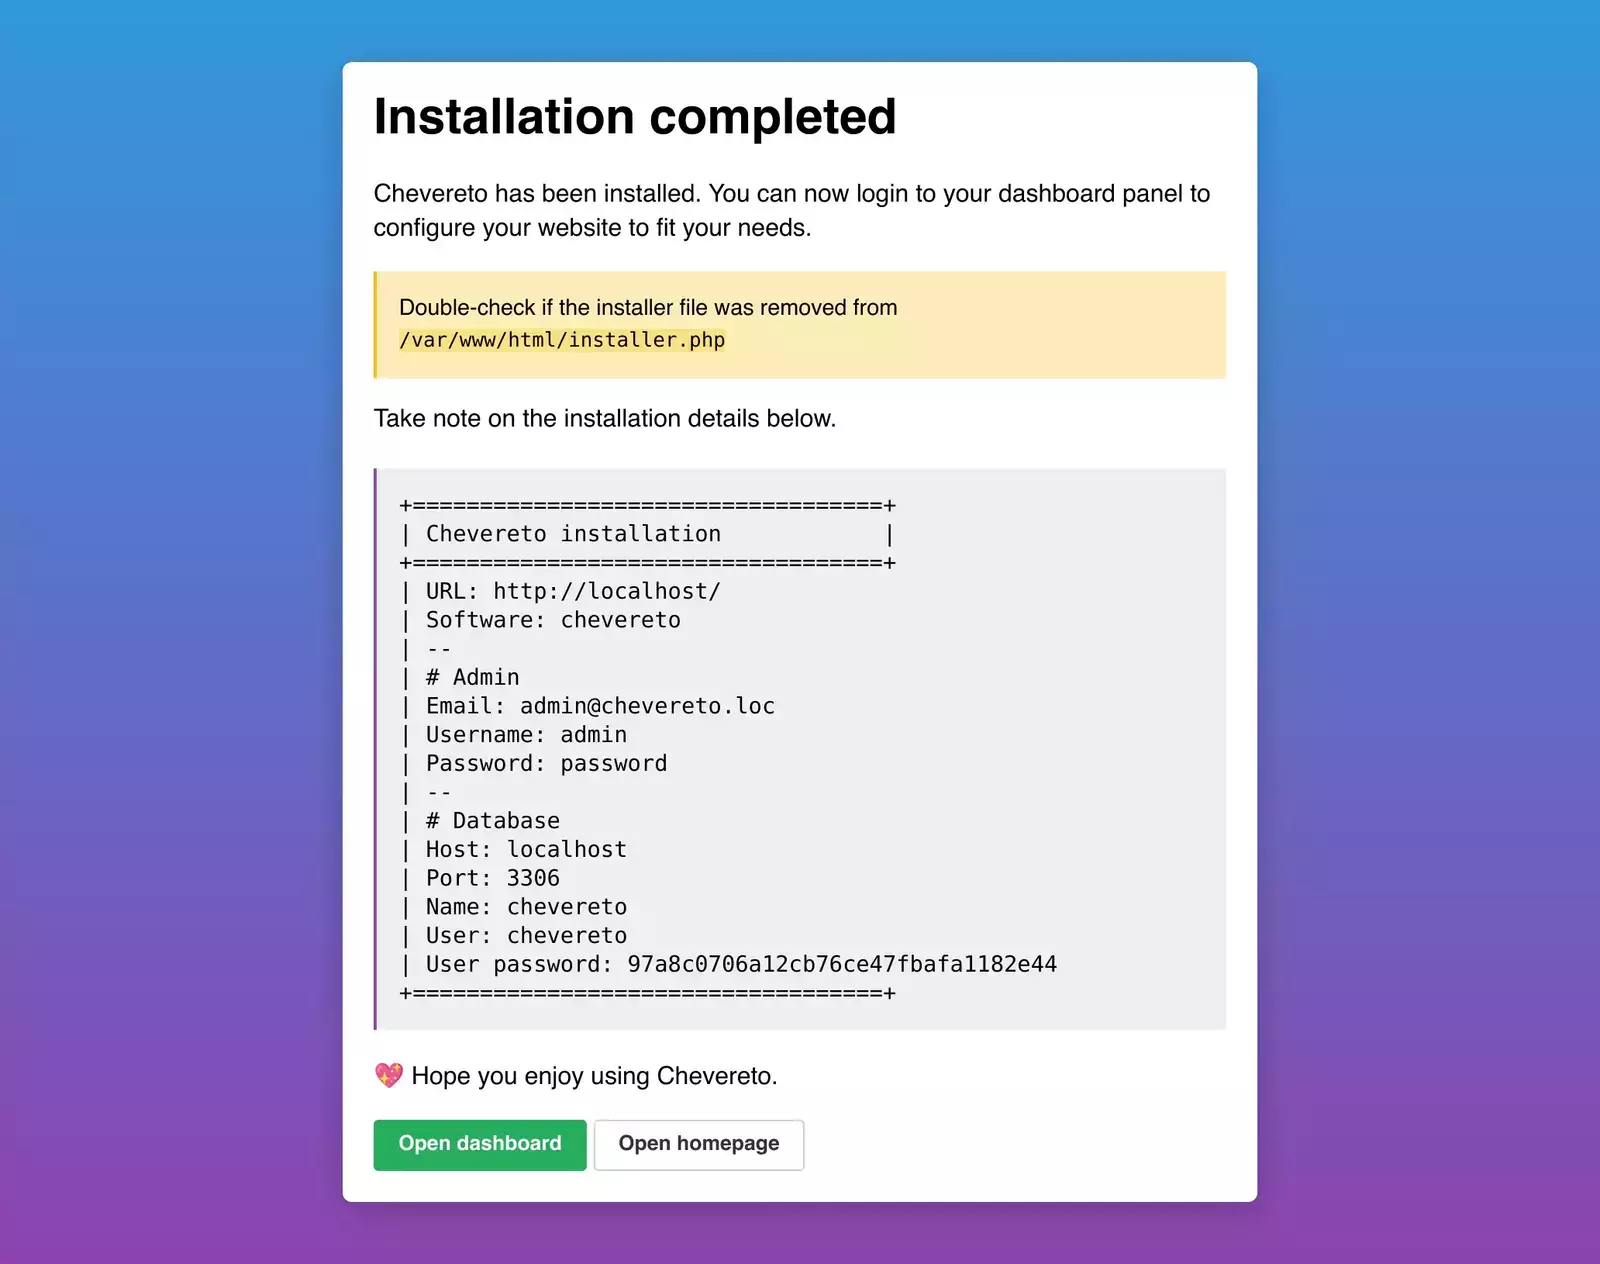 Installation completed
Chevereto has been installed. You can now login to your dashboard panel to
configure your website to fit your needs.
Double-check if the installer file was removed from
/var/www/html/installer.php
Take note on the installation details below.
+===================================+
| Chevereto installation            |
+===================================+
| URL: http://localhost/
| Software: chevereto
| --
| # Admin
| Email: admin@chevereto.loc
| Username: admin
| Password: password
| --
| # Database
| Host: localhost
| Port: 3306
| Name: chevereto
| User: chevereto
| User password: 97a8c0706a12cb76ce47fbafa1182e44
+===================================+
💖 Hope you enjoy using Chevereto.
Open dashboard Open homepage